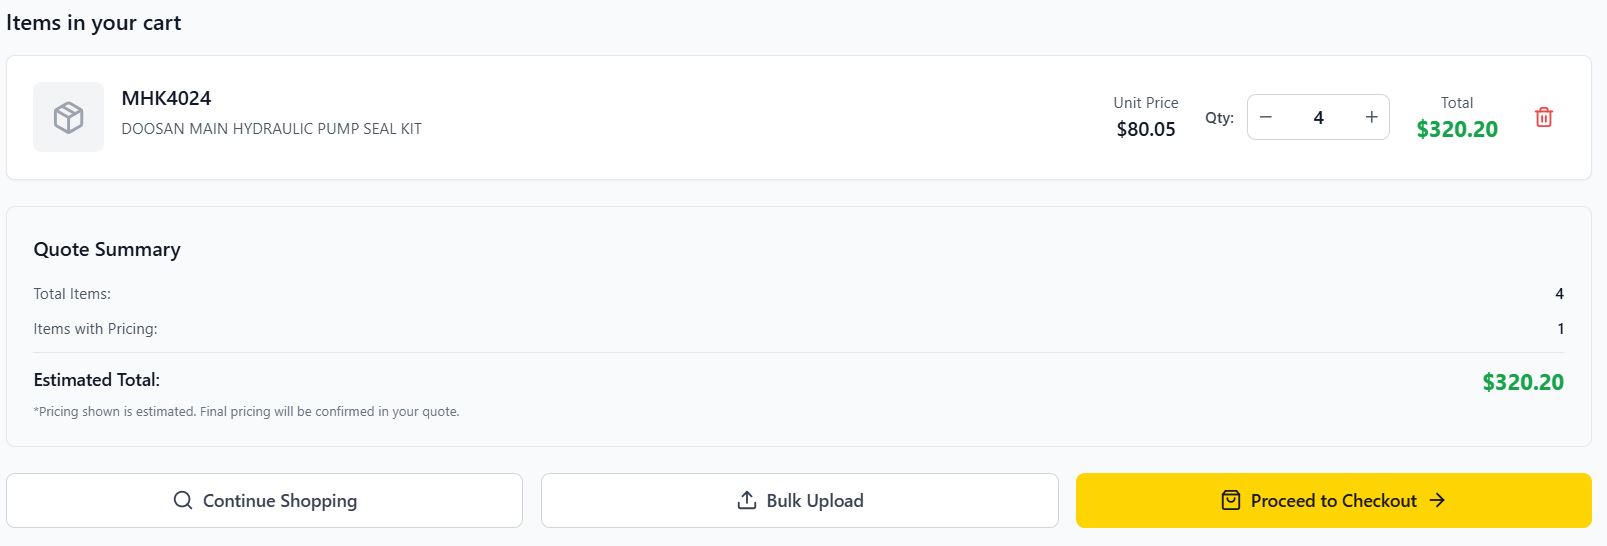 Items in your cart
MHK4024
DOOSAN MAIN HYDRAULIC PUMP SEAL KIT
Unit Price
$80.05
Qty:
4
Total
$320.20
Quote Summary
Total Items: 4
Items with Pricing: 1
Estimated Total: $320.20
*Pricing shown is estimated. Final pricing will be confirmed in your quote.
Continue Shopping
Bulk Upload
Proceed to Checkout